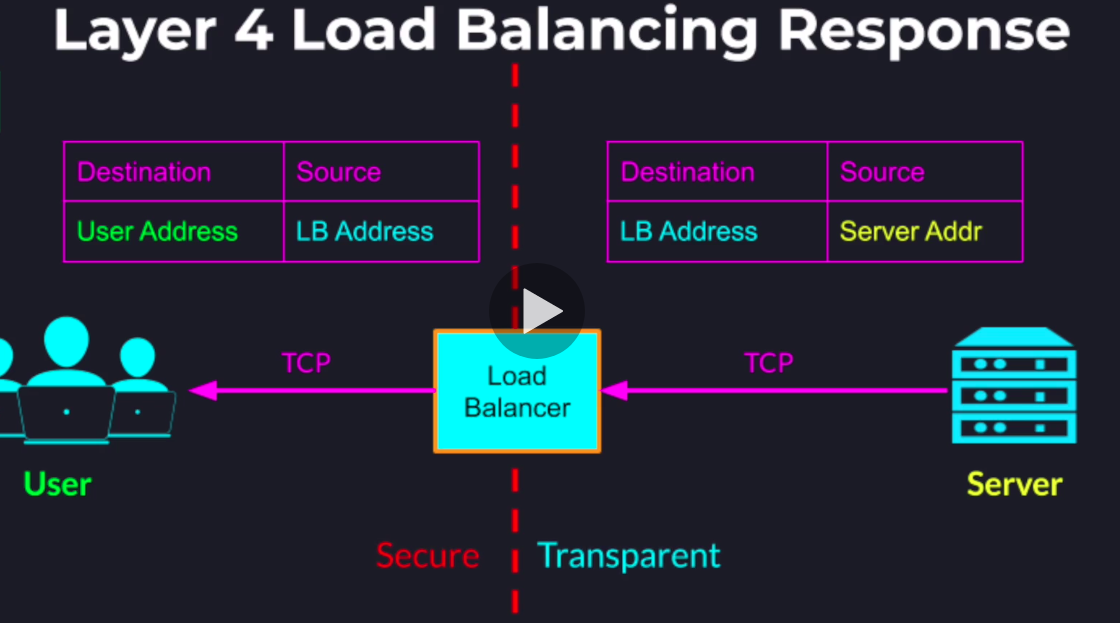 Layer 4 Load Balancing Response
Destination Source
User Address LB Address
Destination Source
LB Address Server Addr
TCP
TCP
Load
Balancer
User
Server
Secure
Transparent